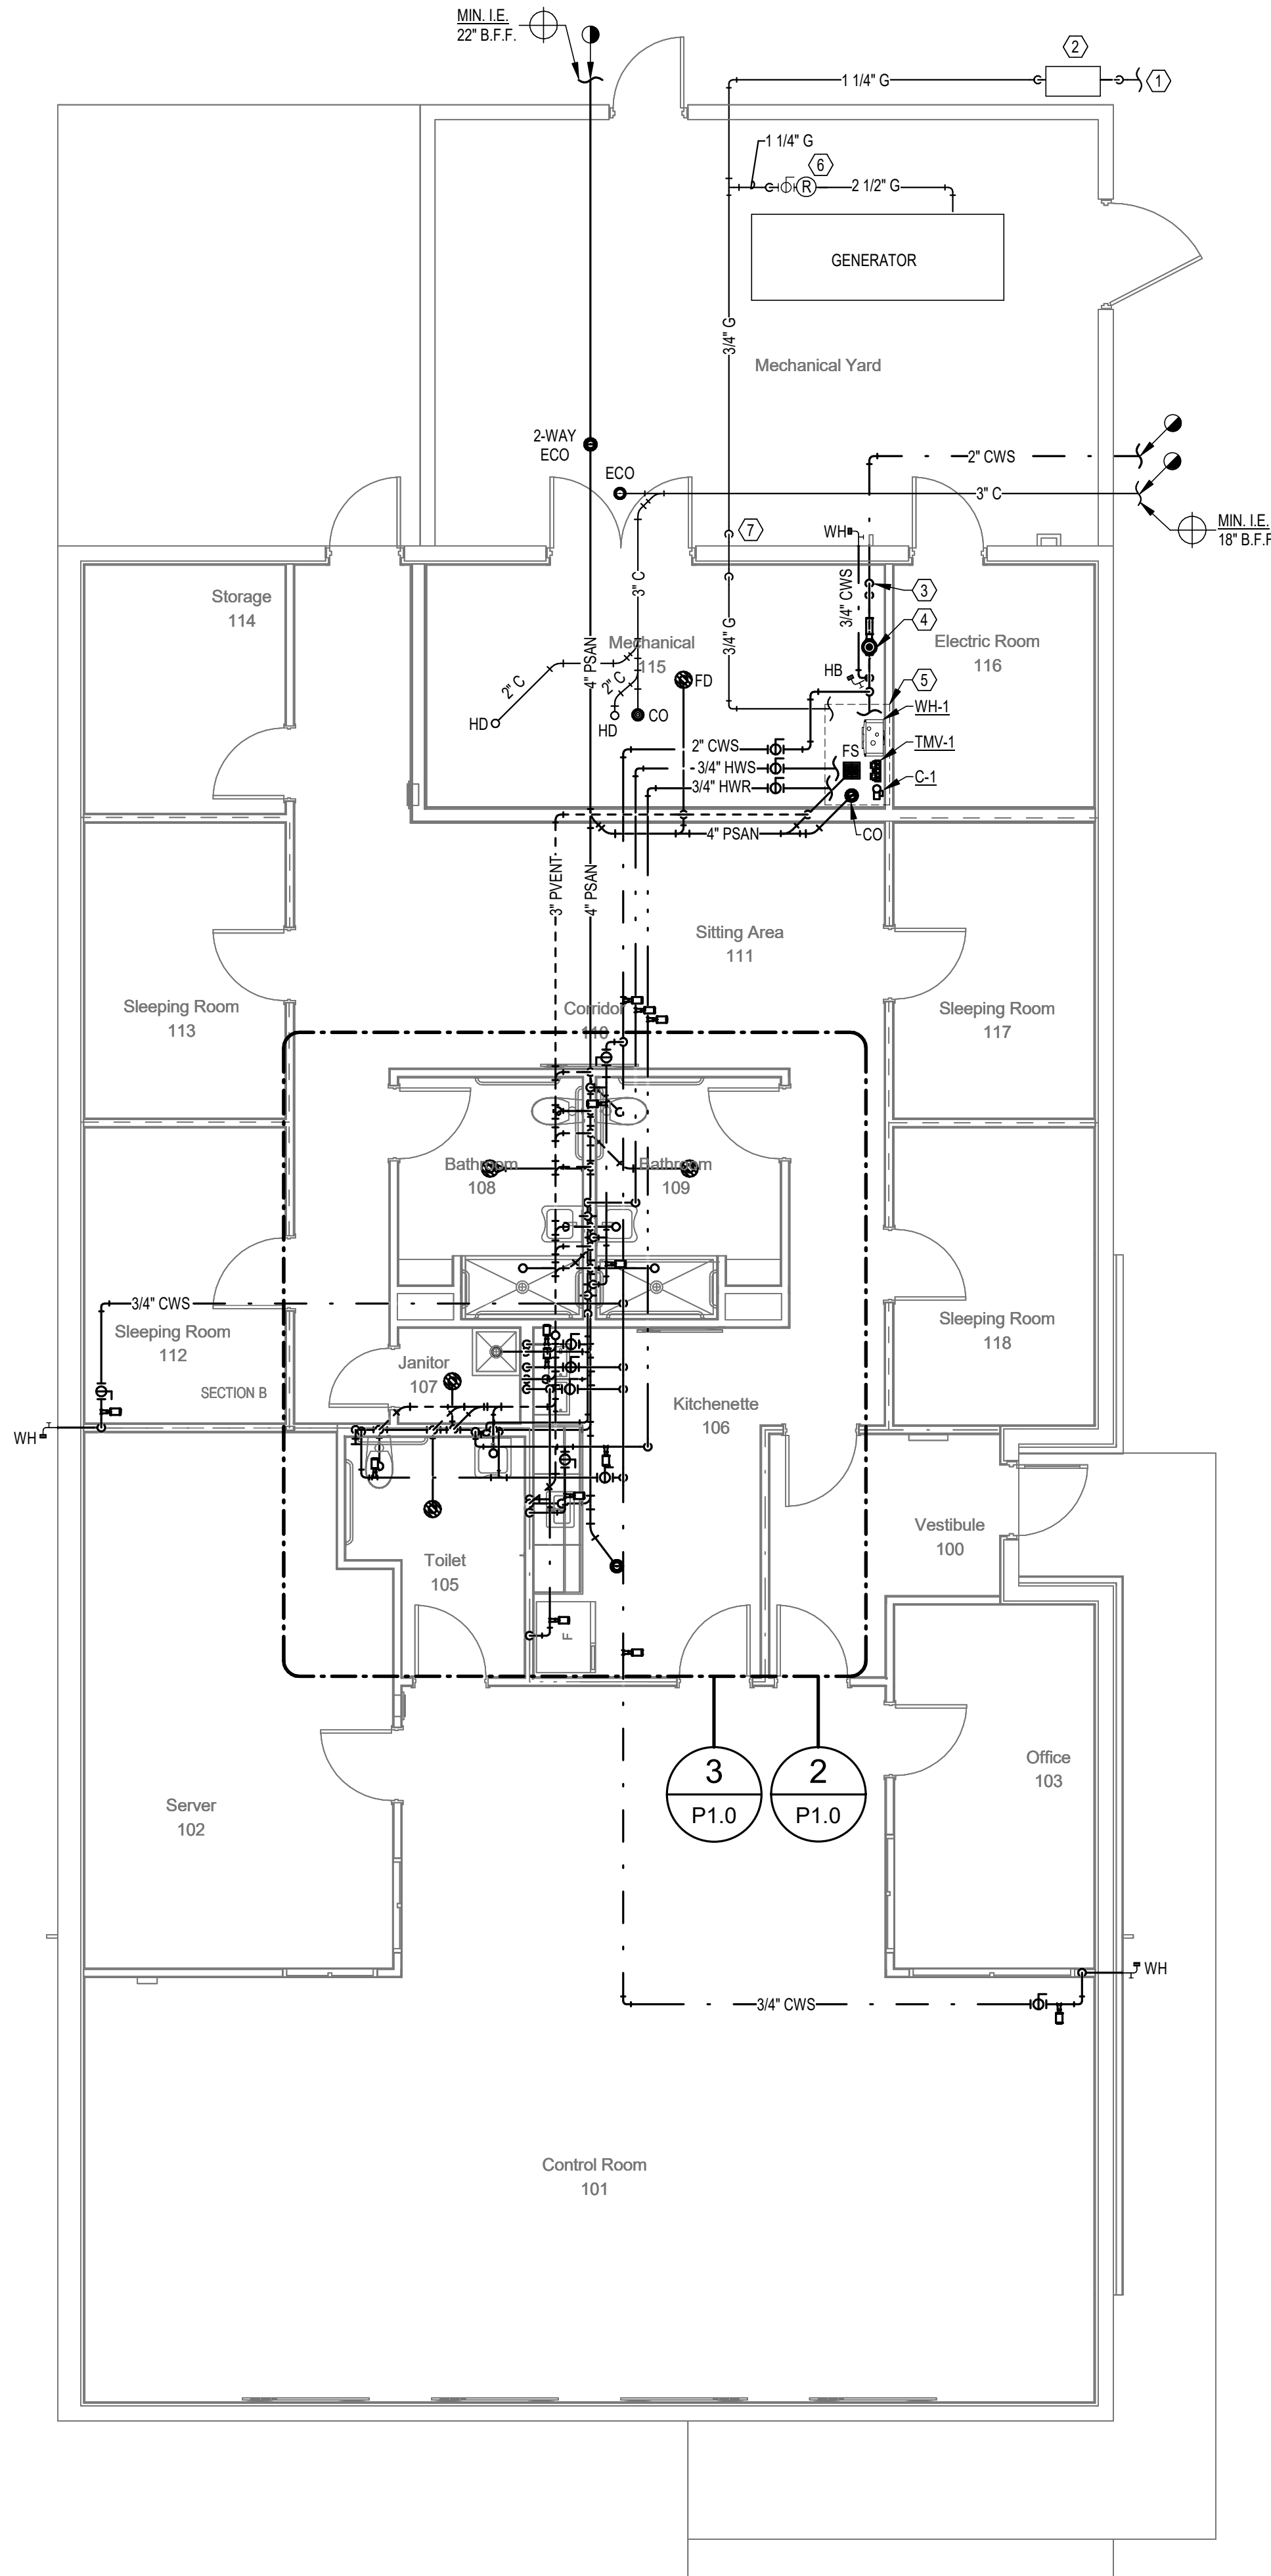 MIN. I.E.
22" B.F.F.
2
1 1/4" G
1
1 1/4" G
6
R
2 1/2" G
GENERATOR
3/4" G
Mechanical Yard
2-WAY
ECO
ECO
2" CWS
3" C
MIN. I.E.
18" B.F.F
7
WH
3
Storage
114
3" C
3/4" CWS
4
4" PSAN
Mechanical
115
3/4" G
Electric Room
116
2" C
2" C
FD
HB
5
HD
HD
CO
WH-1
2" CWS
FS
TMV-1
3/4" HWS
3/4" HWR
C-1
4" PSAN
CO
3" PVENT
4" PSAN
Sitting Area
111
Sleeping Room
113
Corridor
110
Sleeping Room
117
Bathroom
108
Bathroom
109
3/4" CWS
Sleeping Room
112
Sleeping Room
118
Janitor
107
SECTION B
Kitchenette
106
WH
Vestibule
100
Toilet
105
F
3
P1.0
2
P1.0
Office
103
Server
102
WH
3/4" CWS
Control Room
101